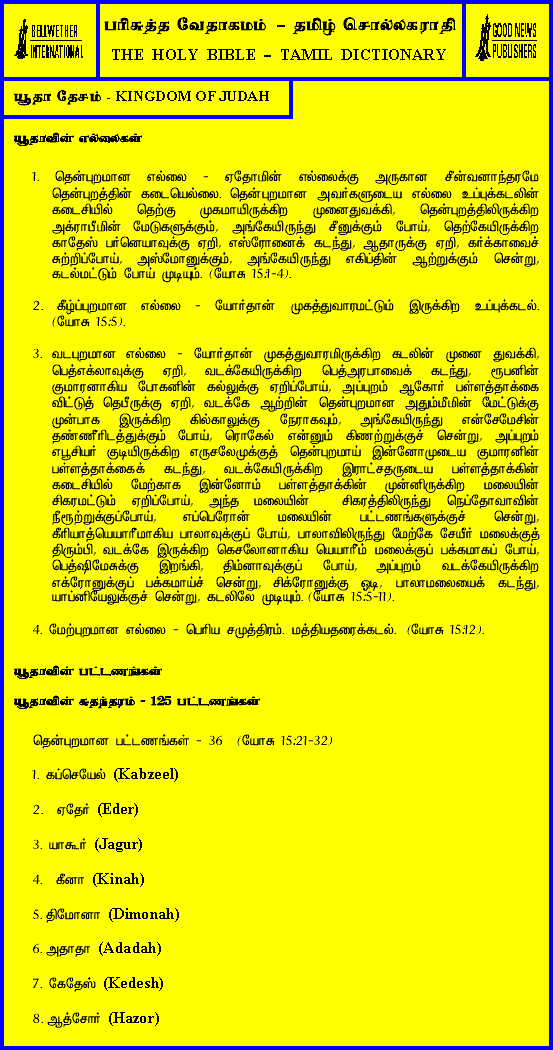 BELLWETHER
INTERNATIONAL
பரிசுத்த வேதாகமம் – தமிழ் சொல்லகராதி
THE HOLY BIBLE – TAMIL DICTIONARY
GOOD NEWS
PUBLISHERS
யூதா தேசம் - KINGDOM OF JUDAH
யூதாவின் எல்லைகள்
1. தென்புறமான எல்லை - ஏதோமின் எல்லைக்கு அருகான சீன்வனாந்தரமே
தென்புறத்தின் கடையெல்லை. தென்புறமான அவர்களுடைய எல்லை உப்புக்கடலின்
கடைசியில் தெற்கு முகமாயிருக்கிற முனைதுவக்கி, தென்புறத்திலிருக்கிற
அக்ராபீமின் மேடுகளுக்கும், அங்கேயிருந்து சீனுக்கும் போய், தெற்கேயிருக்கிற
காதேஸ் பர்னெயாவுக்கு ஏறி, எஸ்ரோனைக் கடந்து, ஆதாருக்கு ஏறி, கர்க்காவைச்
சுற்றிப்போய், அஸ்மோனுக்கும், அங்கேயிருந்து எகிப்தின் ஆற்றுக்கும் சென்று,
கடல்மட்டும் போய் முடியும். (யோசு 15:1-4).
2. கீழ்ப்புறமான எல்லை - யோர்தான் முகத்துவாரமட்டும் இருக்கிற உப்புக்கடல்.
(யோசு 15:5).
3. வடபுறமான எல்லை - யோர்தான் முகத்துவாரமிருக்கிற கடலின் முனை துவக்கி,
பெத்எக்லாவுக்கு ஏறி, வடக்கேயிருக்கிற பெத்அரபாவைக் கடந்து, ரூபனின்
குமாரனாகிய போகனின் கல்லுக்கு ஏறிப்போய், அப்புறம் ஆகோர் பள்ளத்தாக்கை
விட்டுத் தெபீருக்கு ஏறி, வடக்கே ஆற்றின் தென்புறமான அதும்மீமின் மேட்டுக்கு
முன்பாக இருக்கிற கில்காலுக்கு நேராகவும், அங்கேயிருந்து என்சேமேசின்
தண்ணீரிடத்துக்கும் போய், ரொகேல் என்னும் கிணற்றுக்குச் சென்று, அப்புறம்
எபூசியர் குடியிருக்கிற எருசலேமுக்குத் தென்புறமாய் இன்னோமுடைய குமாரனின்
பள்ளத்தாக்கைக் கடந்து, வடக்கேயிருக்கிற இராட்சதருடைய பள்ளத்தாக்கின்
கடைசியில் மேற்காக இன்னோம் பள்ளத்தாக்கின் முன்னிருக்கிற மலையின்
சிகரமட்டும் ஏறிப்போய், அந்த மலையின் சிகரத்திலிருந்து நெப்தோவாவின்
நீரூற்றுக்குப்போய், எப்பெரோன் மலையின் பட்டணங்களுக்குச் சென்று,
கீரியாத்யெயாரீமாகிய பாலாவுக்குப் போய், பாலாவிலிருந்து மேற்கே சேயீர் மலைக்குத்
திரும்பி, வடக்கே இருக்கிற கெசலோனாகிய யெயாரீம் மலைக்குப் பக்கமாகப் போய்,
பெத்ஷிமேசுக்கு இறங்கி, திம்னாவுக்குப் போய், அப்புறம் வடக்கேயிருக்கிற
எக்ரோனுக்குப் பக்கமாய்ச் சென்று, சிக்ரோனுக்கு ஓடி, பாலாமலையைக் கடந்து,
யாப்னியேலுக்குச் சென்று, கடலிலே முடியும். (யோசு 15:5-11).
4. மேற்புறமான எல்லை - பெரிய சமுத்திரம். மத்தியதரைக்கடல். (யோசு 15:12).
யூதாவின் பட்டணங்கள்
யூதாவின் சுதந்தரம் - 125 பட்டணங்கள்
தென்புறமான பட்டணங்கள் - 36 (யோசு 15:21-32)
1. கப்செயேல் (Kabzeel)
2. ஏதேர் (Eder)
3. யாகூர் (Jagur)
4. கீனா (Kinah)
5. திமோனா (Dimonah)
6. அதாதா (Adadah)
7. கேதேஸ் (Kedesh)
8. ஆத்சோர் (Hazor)